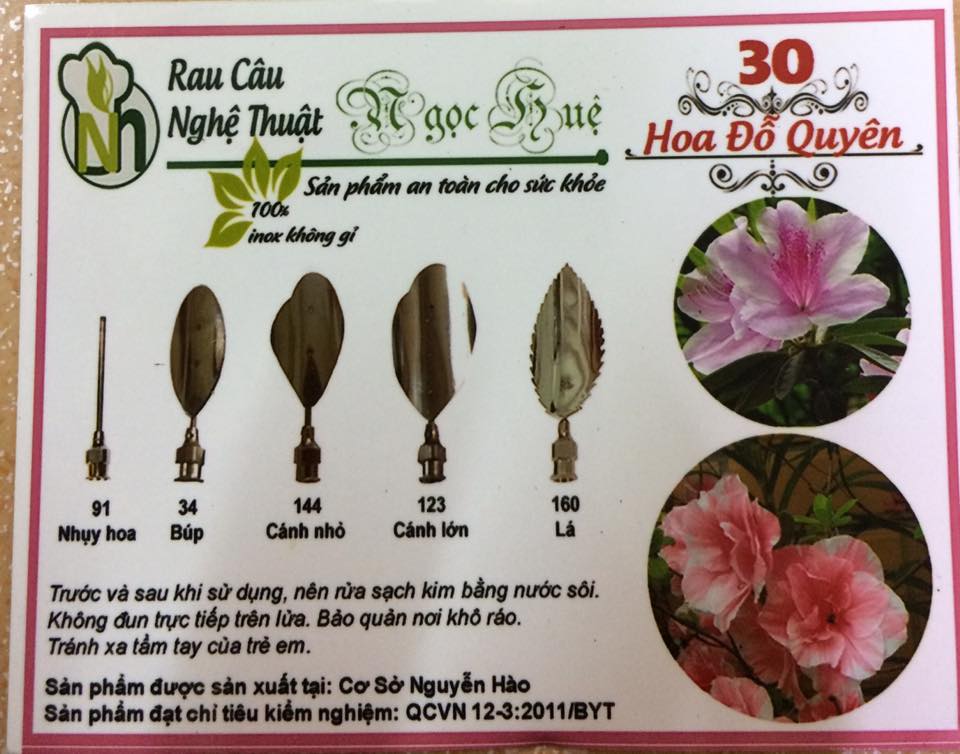 Nh
Rau Câu
Nghệ Thuật
Ngọc Huệ
Sản phẩm an toàn cho sức khỏe
100%
inox không gỉ
30
Hoa Đỗ Quyên
91
Nhụy hoa
34
Búp
144
Cánh nhỏ
123
Cánh lớn
160
Lá
Trước và sau khi sử dụng, nên rửa sạch kim bằng nước sôi.
Không đun trực tiếp trên lửa. Bảo quản nơi khô ráo.
Tránh xa tầm tay của trẻ em.
Sản phẩm được sản xuất tại: Cơ Sở Nguyễn Hào
Sản phẩm đạt chỉ tiêu kiểm nghiệm: QCVN 12-3:2011/BYT